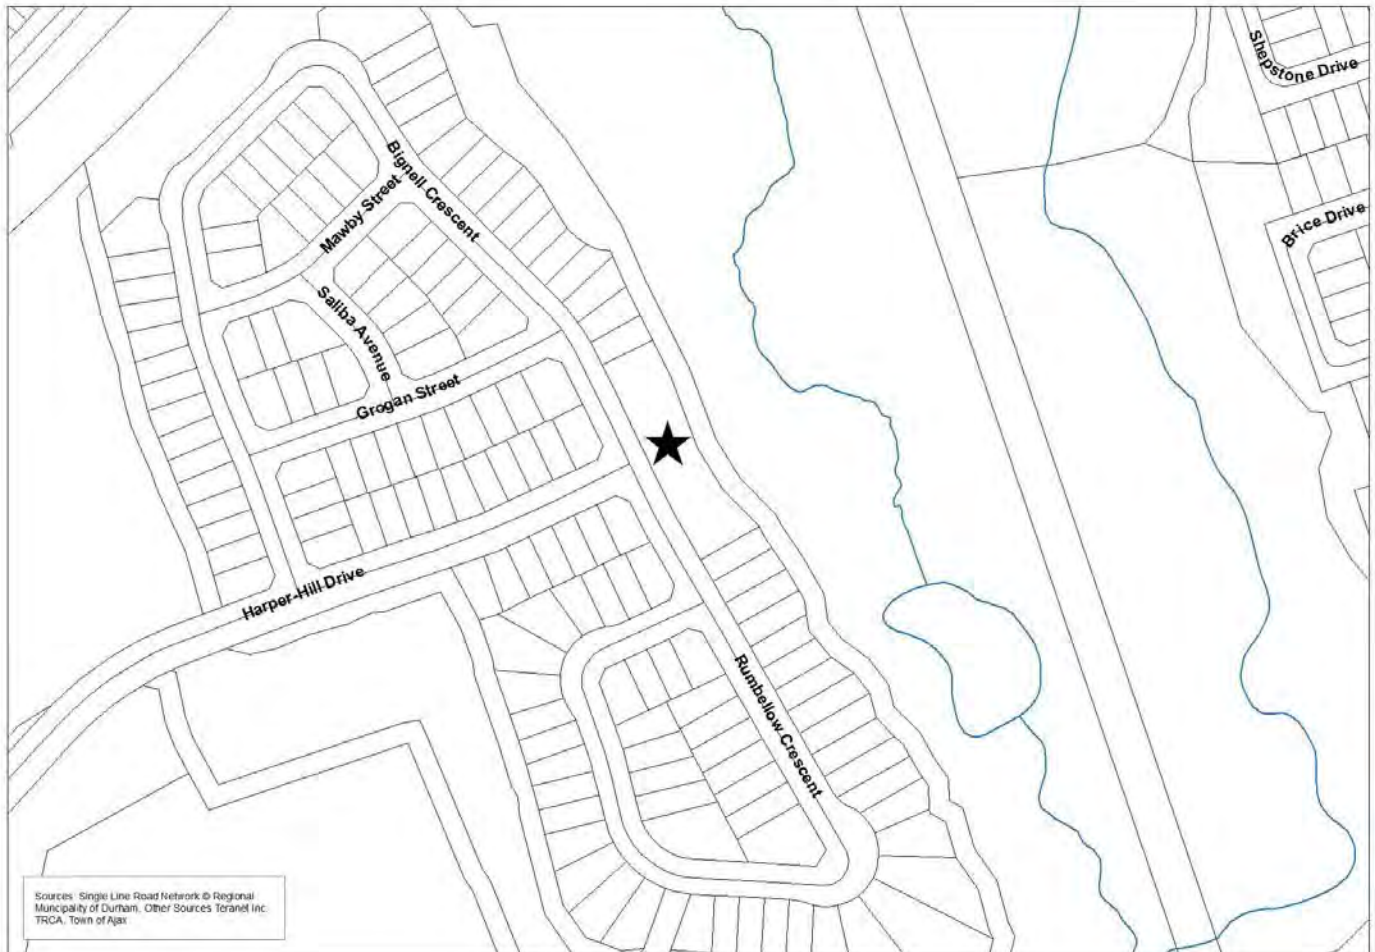 Shepstone Drive
Bignell Crescent
Mawby Street
Brice Drive
Saliba Avenue
Grogan Street
Harper Hill Drive
Rumbellow Crescent
Sources: Single Line Road Network © Regional
Muncipality of Durham, Other Sources Teranet Inc.
TRCA, Town of Ajax